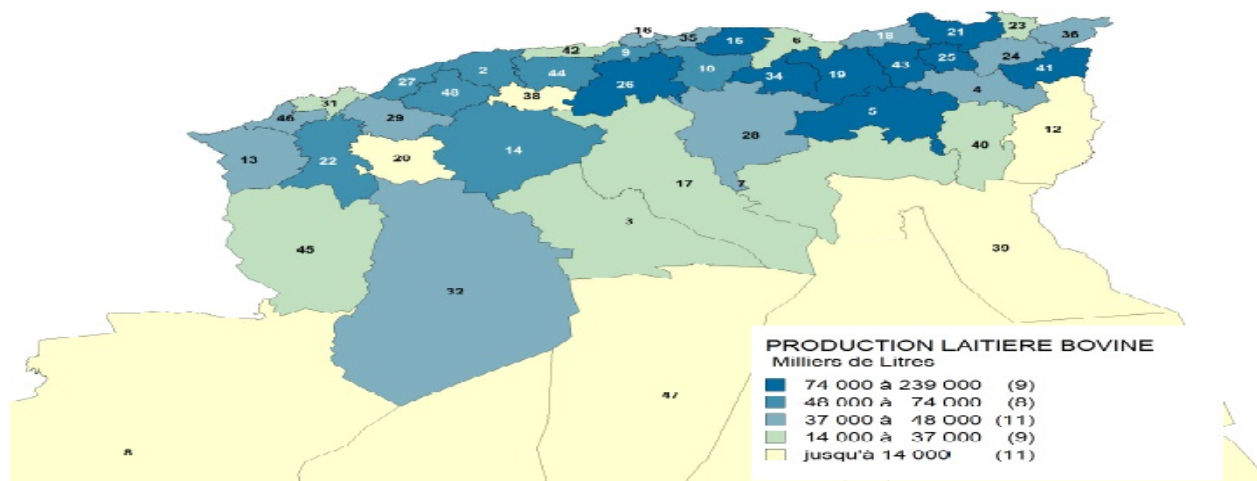 16 35 15 6 18 21 23 36
42 9 24
27 2 44 10 34 19 43 25 41
48 38 26 4
31 5
46 29 28 12
13 22 20 14 40
17 7
3
45 39
32
47
8
PRODUCTION LAITIERE BOVINE
Milliers de Litres
74 000 à 239 000 (9)
48 000 à 74 000 (8)
37 000 à 48 000 (11)
14 000 à 37 000 (9)
jusqu'à 14 000 (11)